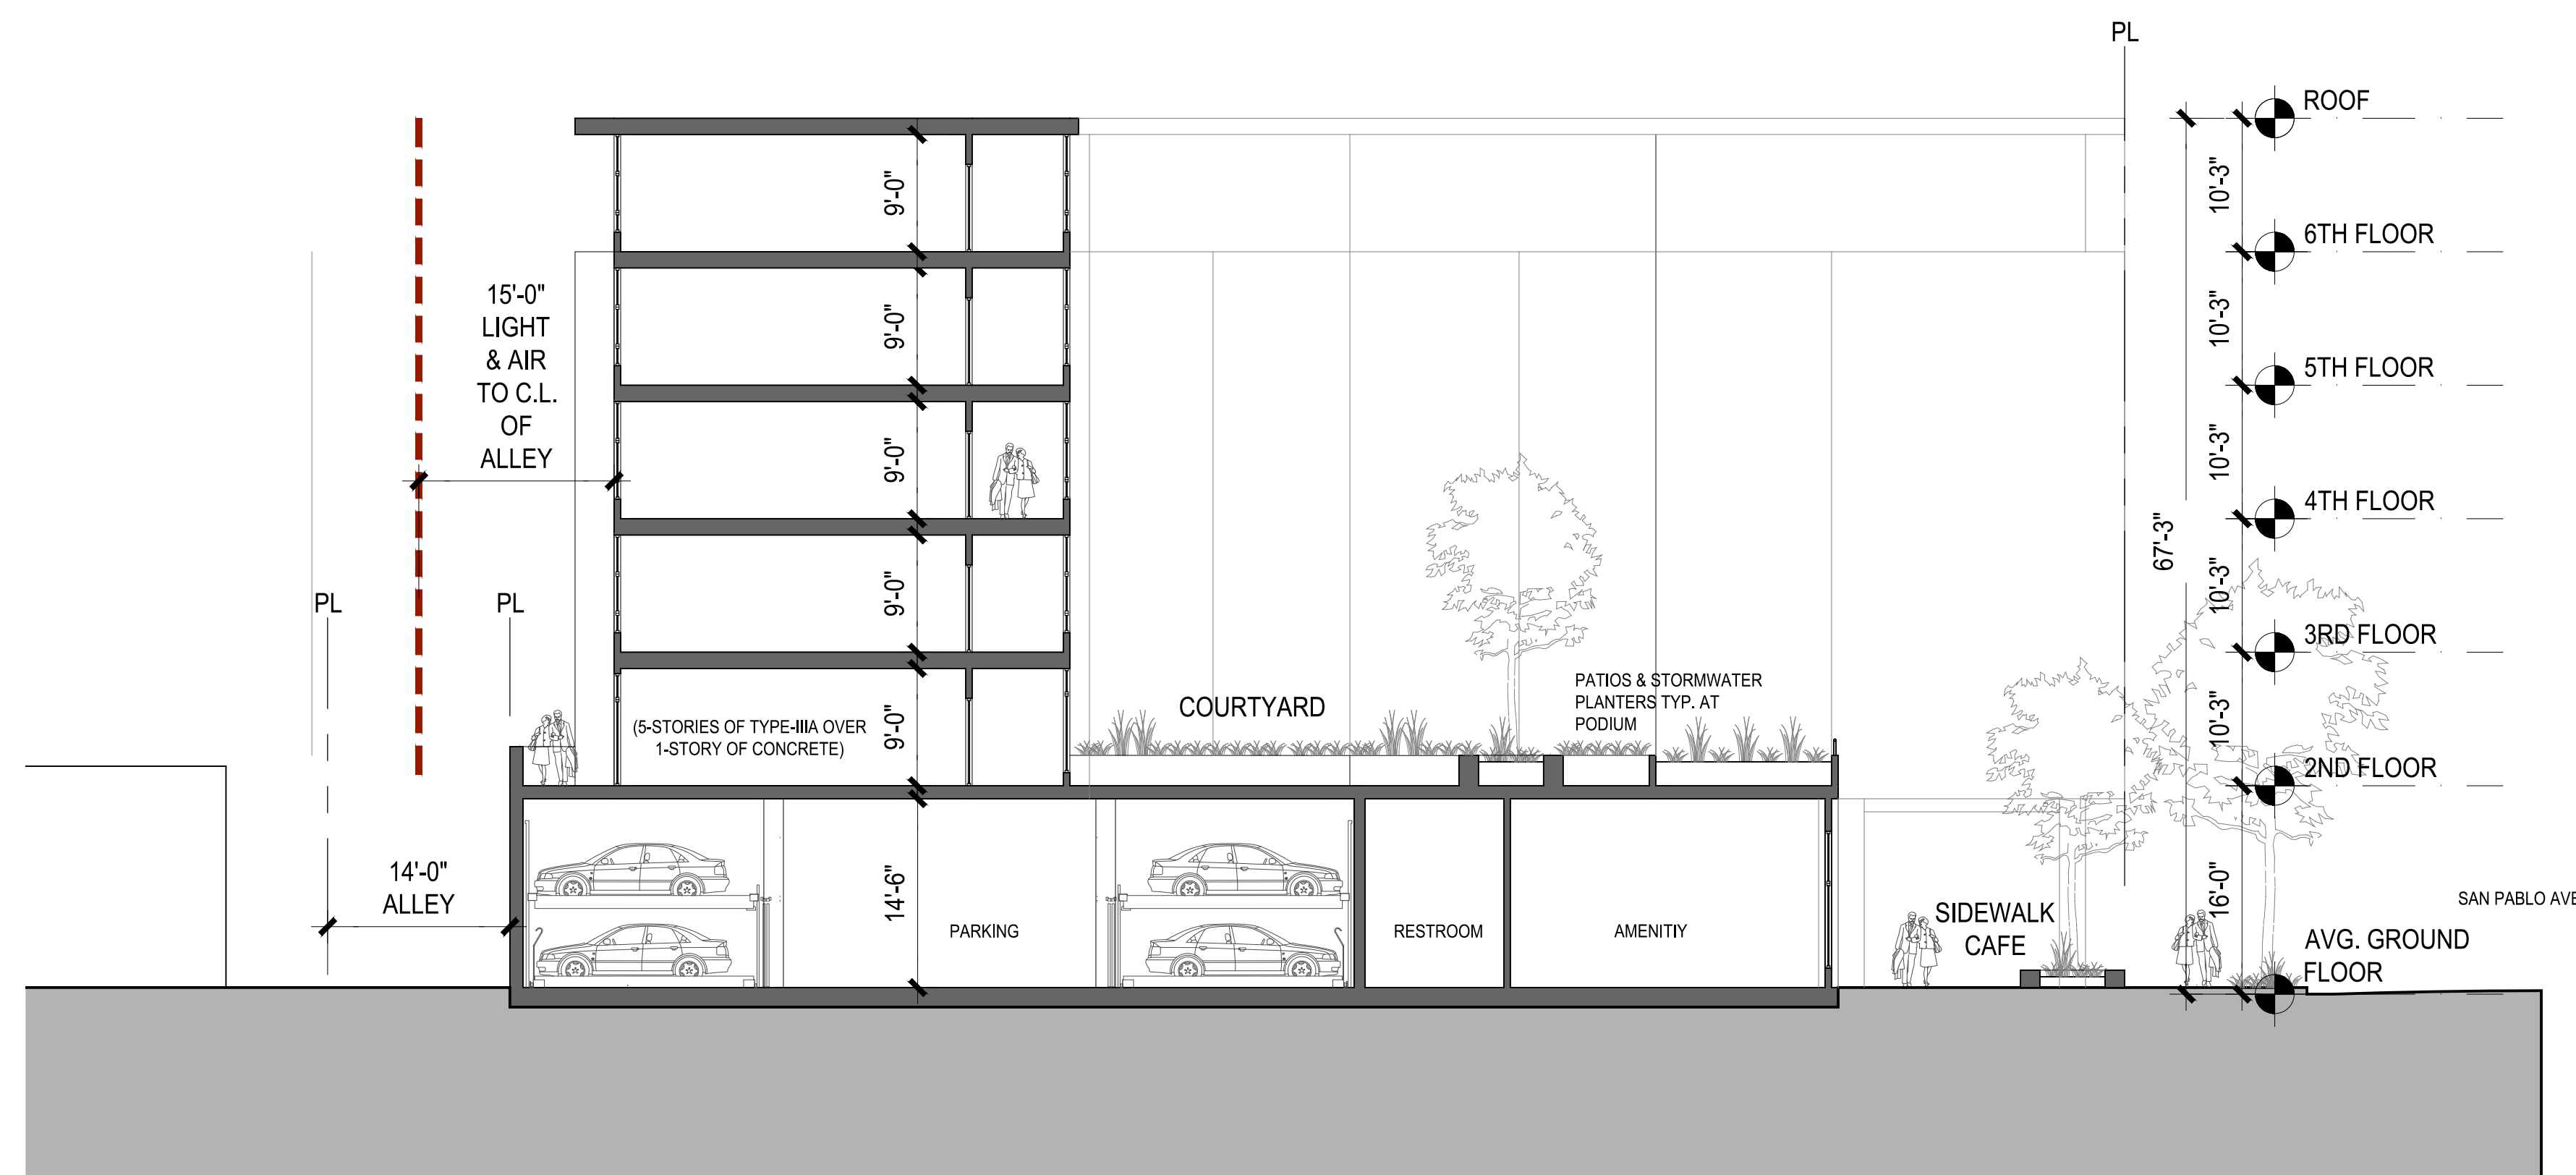 PL
ROOF
10'-3"
9'-0"
6TH FLOOR
15'-0"
LIGHT
& AIR
TO C.L.
OF
ALLEY
9'-0"
10'-3"
5TH FLOOR
9'-0"
10'-3"
4TH FLOOR
67'-3"
PL
PL
9'-0"
10'-3"
3RD FLOOR
(5-STORIES OF TYPE-IIIA OVER
1-STORY OF CONCRETE)
9'-0"
COURTYARD
PATIOS & STORMWATER
PLANTERS TYP. AT
PODIUM
10'-3"
2ND FLOOR
14'-0"
ALLEY
14'-6"
PARKING
RESTROOM
AMENITIY
SIDEWALK
CAFE
16'-0"
SAN PABLO AVE
AVG. GROUND
FLOOR